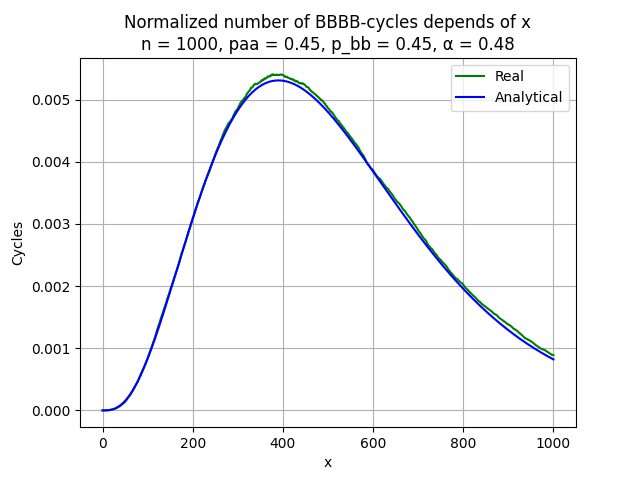 Normalized number of BBBB-cycles depends of x
n = 1000, paa = 0.45, p_bb = 0.45, α = 0.48
Real
Analytical
Cycles
0.005
0.004
0.003
0.002
0.001
0.000
0 200 400 600 800 1000
x